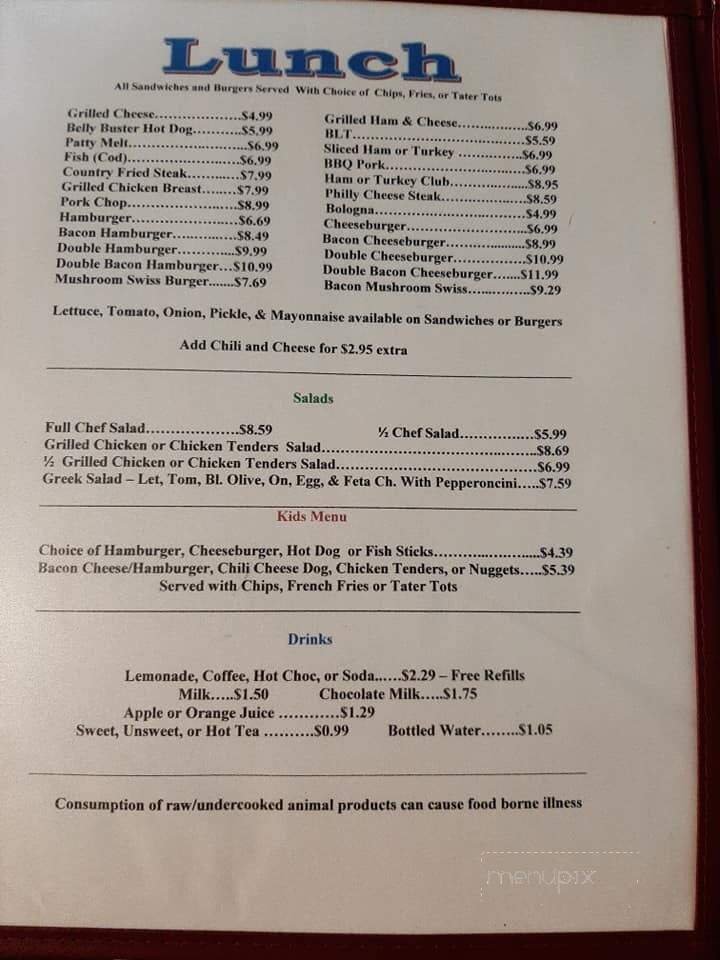 Lunch
All Sandwiches and Burgers Served With Choice of Chips, Fries, or Tater Tots
Grilled Cheese....................$4.99
Belly Buster Hot Dog..........$5.99
Patty Melt...........................$6.99
Fish (Cod)...........................$6.99
Country Fried Steak...........$7.99
Grilled Chicken Breast.......$7.99
Pork Chop..........................$8.99
Hamburger........................$6.69
Bacon Hamburger.............$8.49
Double Hamburger............$9.99
Double Bacon Hamburger...$10.99
Mushroom Swiss Burger.......$7.69
Grilled Ham & Cheese...............$6.99
BLT.....................................$5.59
Sliced Ham or Turkey .............$6.99
BBQ Pork..............................$6.99
Ham or Turkey Club................$8.95
Philly Cheese Steak..................$8.59
Bologna.................................$4.99
Cheeseburger..........................$6.99
Bacon Cheeseburger..................$8.99
Double Cheeseburger...............$10.99
Double Bacon Cheeseburger.......$11.99
Bacon Mushroom Swiss..............$9.29
Lettuce, Tomato, Onion, Pickle, & Mayonnaise available on Sandwiches or Burgers
Add Chili and Cheese for $2.95 extra
Salads
Full Chef Salad....................$8.59 ½ Chef Salad................$5.99
Grilled Chicken or Chicken Tenders Salad..............................................$8.69
½ Grilled Chicken or Chicken Tenders Salad...........................................$6.99
Greek Salad – Let, Tom, Bl. Olive, On, Egg, & Feta Ch. With Pepperoncini.....$7.59
Kids Menu
Choice of Hamburger, Cheeseburger, Hot Dog or Fish Sticks.......................$4.39
Bacon Cheese/Hamburger, Chili Cheese Dog, Chicken Tenders, or Nuggets.....$5.39
Served with Chips, French Fries or Tater Tots
Drinks
Lemonade, Coffee, Hot Choc, or Soda......$2.29 – Free Refills
Milk.....$1.50 Chocolate Milk.....$1.75
Apple or Orange Juice ............$1.29
Sweet, Unsweet, or Hot Tea ..........$0.99 Bottled Water........$1.05
Consumption of raw/undercooked animal products can cause food borne illness
menupix